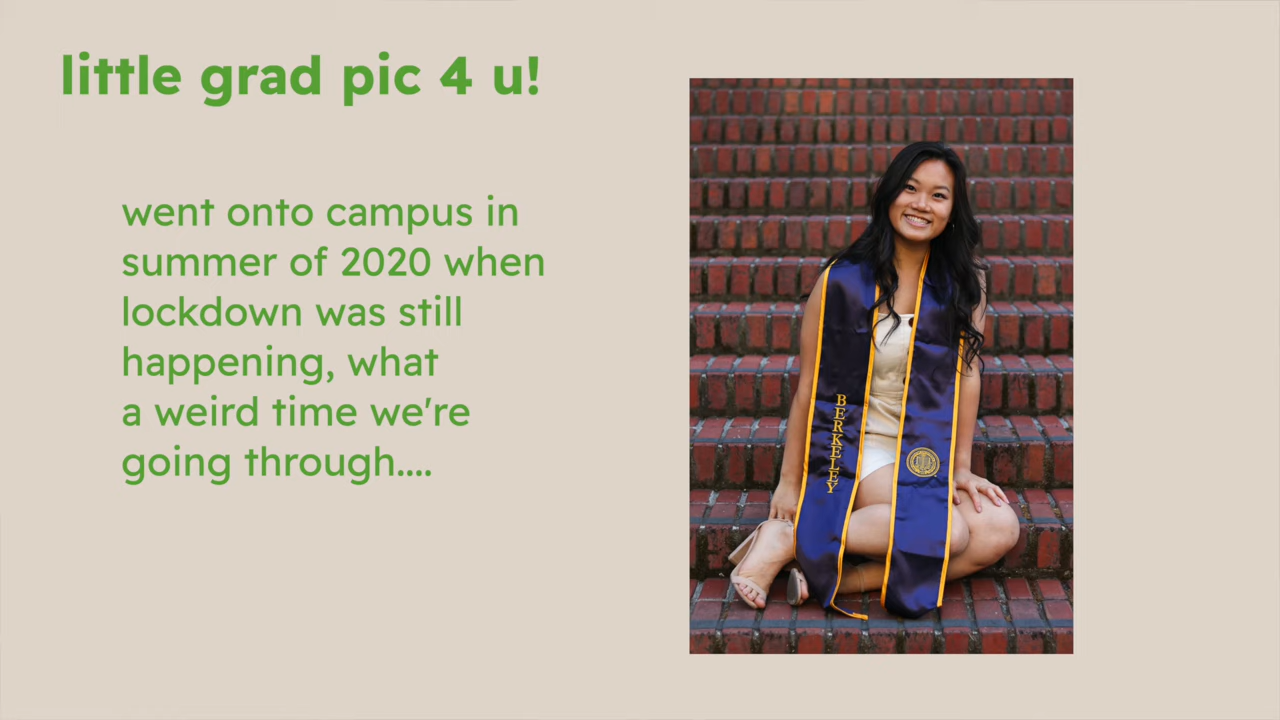 little grad pic 4 u!
went onto campus in
summer of 2020 when
lockdown was still
happening, what
a weird time we're
going through....
BERKELEY